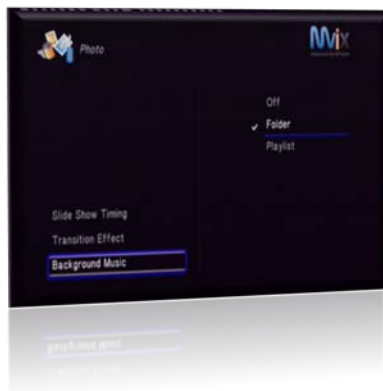 Photo
Mvix
Off
Folder
Playlist
Slide Show Timing
Transition Effect
Background Music